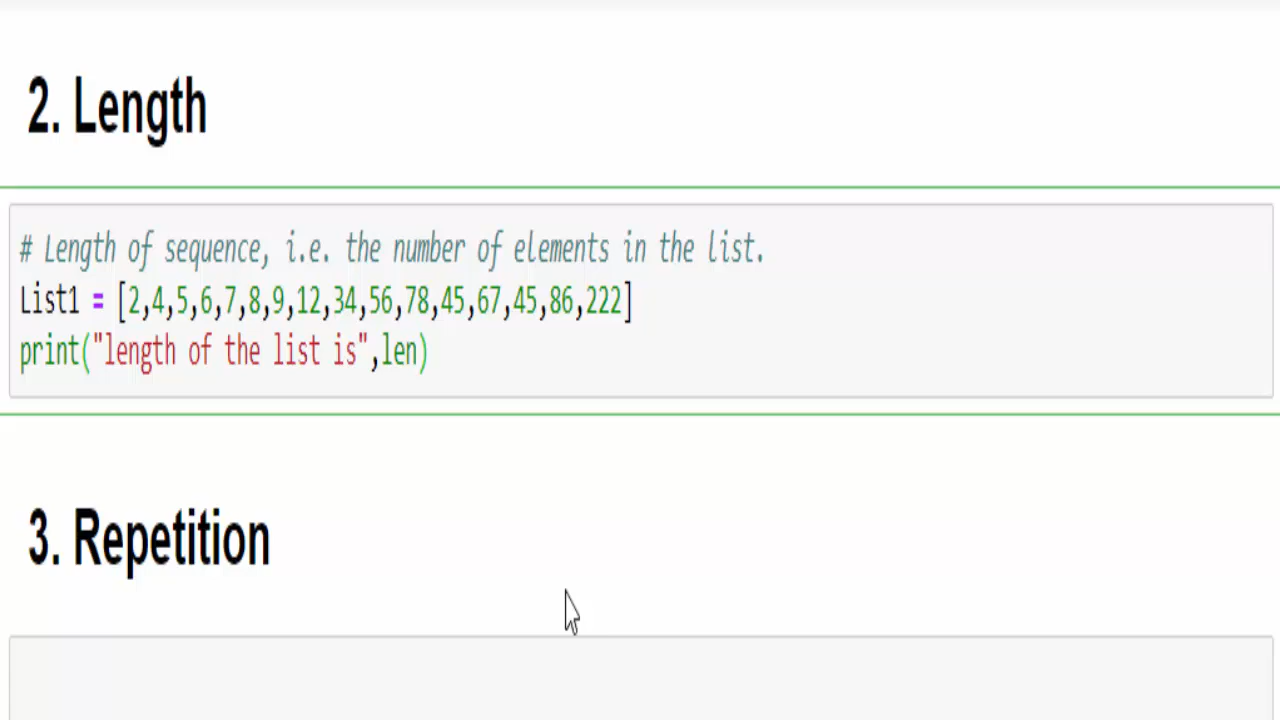 2. Length
# Length of sequence, i.e. the number of elements in the list.
List1 = [2,4,5,6,7,8,9,12,34,56,78,45,67,45,86,222]
print("length of the list is",len)
3. Repetition